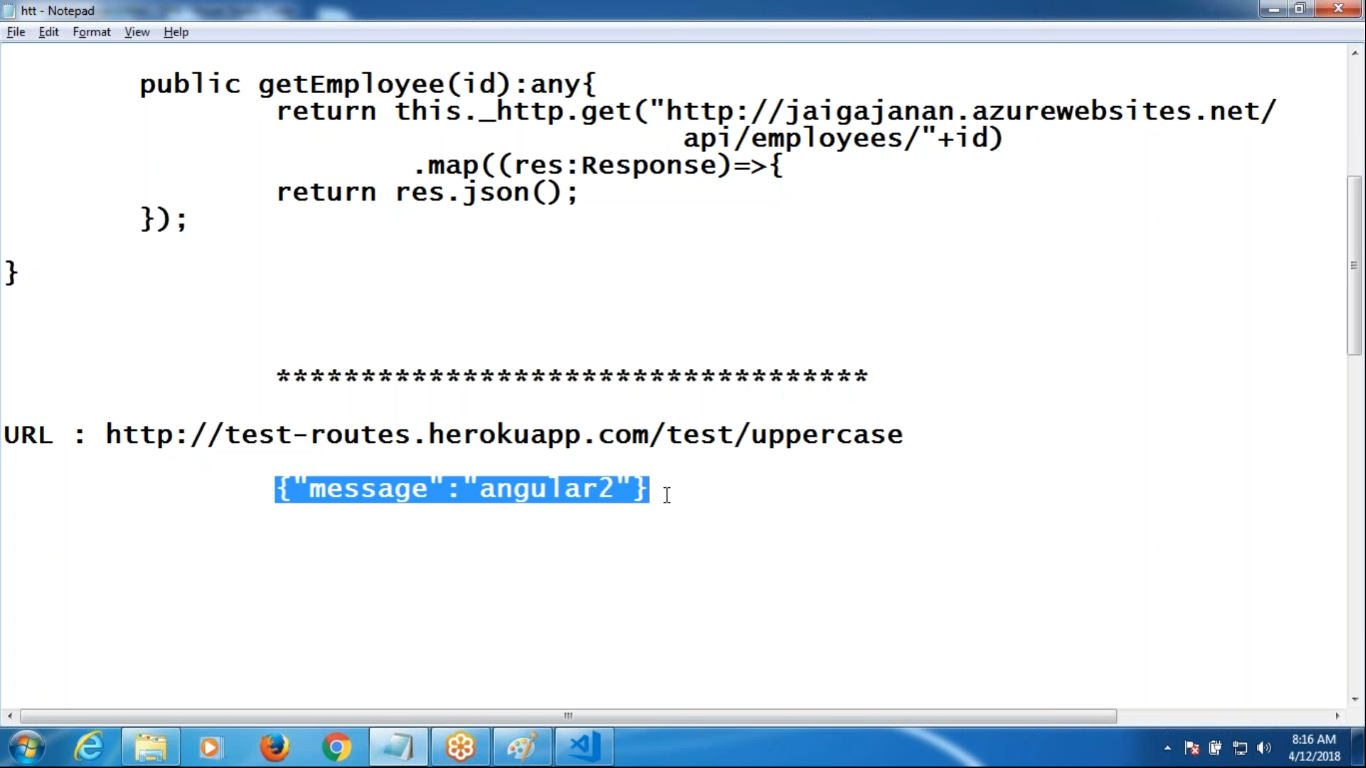 htt - Notepad
File Edit Format View Help
public getEmployee(id):any{
return this._http.get("http://jaigajanan.azurewebsites.net/
api/employees/"+id)
.map((res:Response)=>{
return res.json();
});
}
***********************************
URL : http://test-routes.herokuapp.com/test/uppercase
{"message":"angular2"}
8:16 AM
4/12/2018